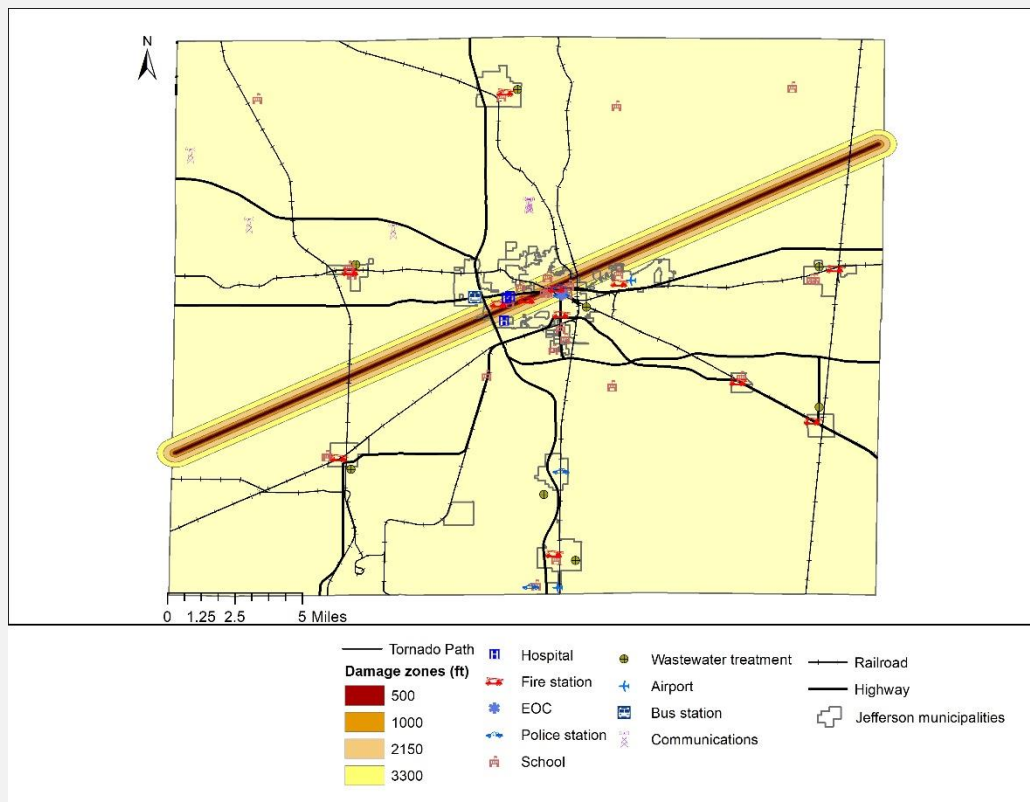 N
0 1.25 2.5 5 Miles
Tornado Path
Damage zones (ft)
500
1000
2150
3300
H Hospital
Fire station
EOC
Police station
School
Wastewater treatment
Airport
Bus station
Communications
Railroad
Highway
Jefferson municipalities